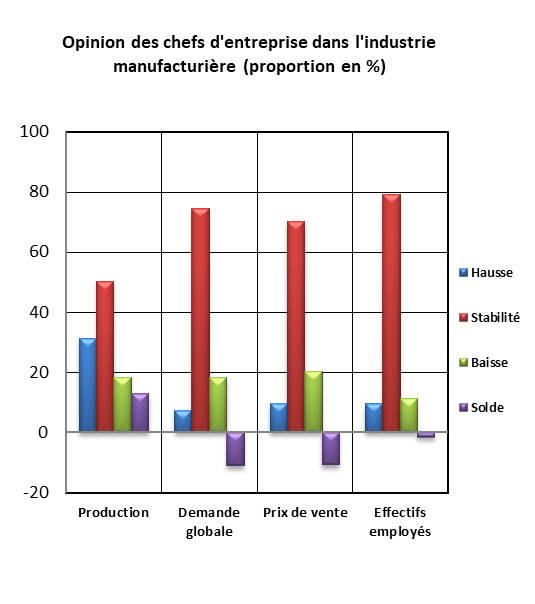 Opinion des chefs d'entreprise dans l'industrie
manufacturière (proportion en %)
100
80
60
40
20
0
-20
Production
Demande
globale
Prix de vente
Effectifs
employés
Hausse
Stabilité
Baisse
Solde